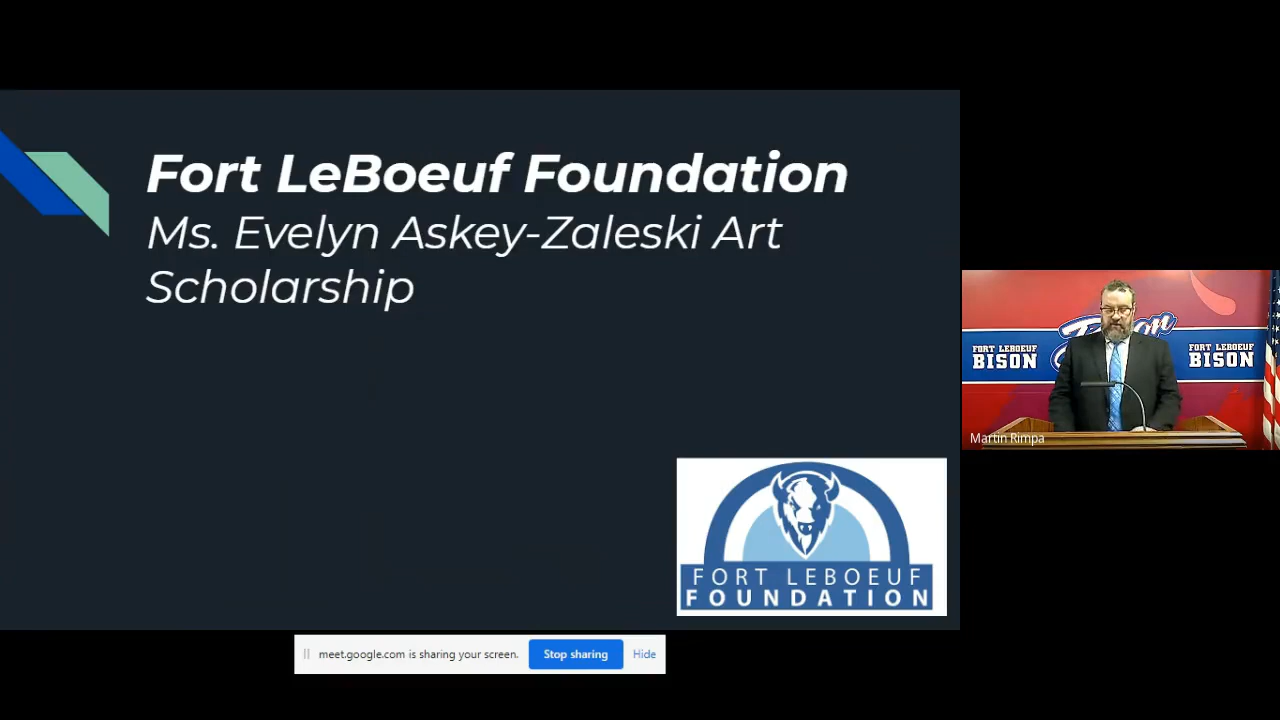 Fort LeBoeuf Foundation
Ms. Evelyn Askey-Zaleski Art
Scholarship
FORT LEBOEUF
BISON
Bison
FORT LEBOEUF
BISON
Martin Rimpa
FORT LEBOEUF
FOUNDATION
meet.google.com is sharing your screen.
Stop sharing
Hide